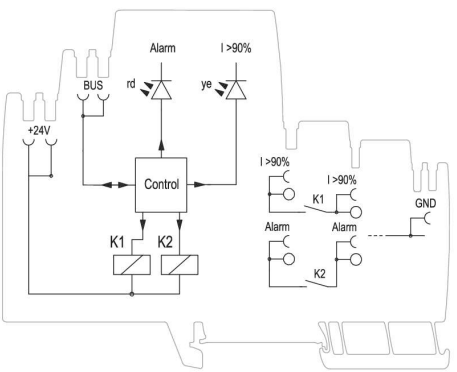 Alarm
I >90%
BUS
rd
ye
+24V
Control
I >90%
K1
I >90%
GND
Alarm
Alarm
K1
K2
K2